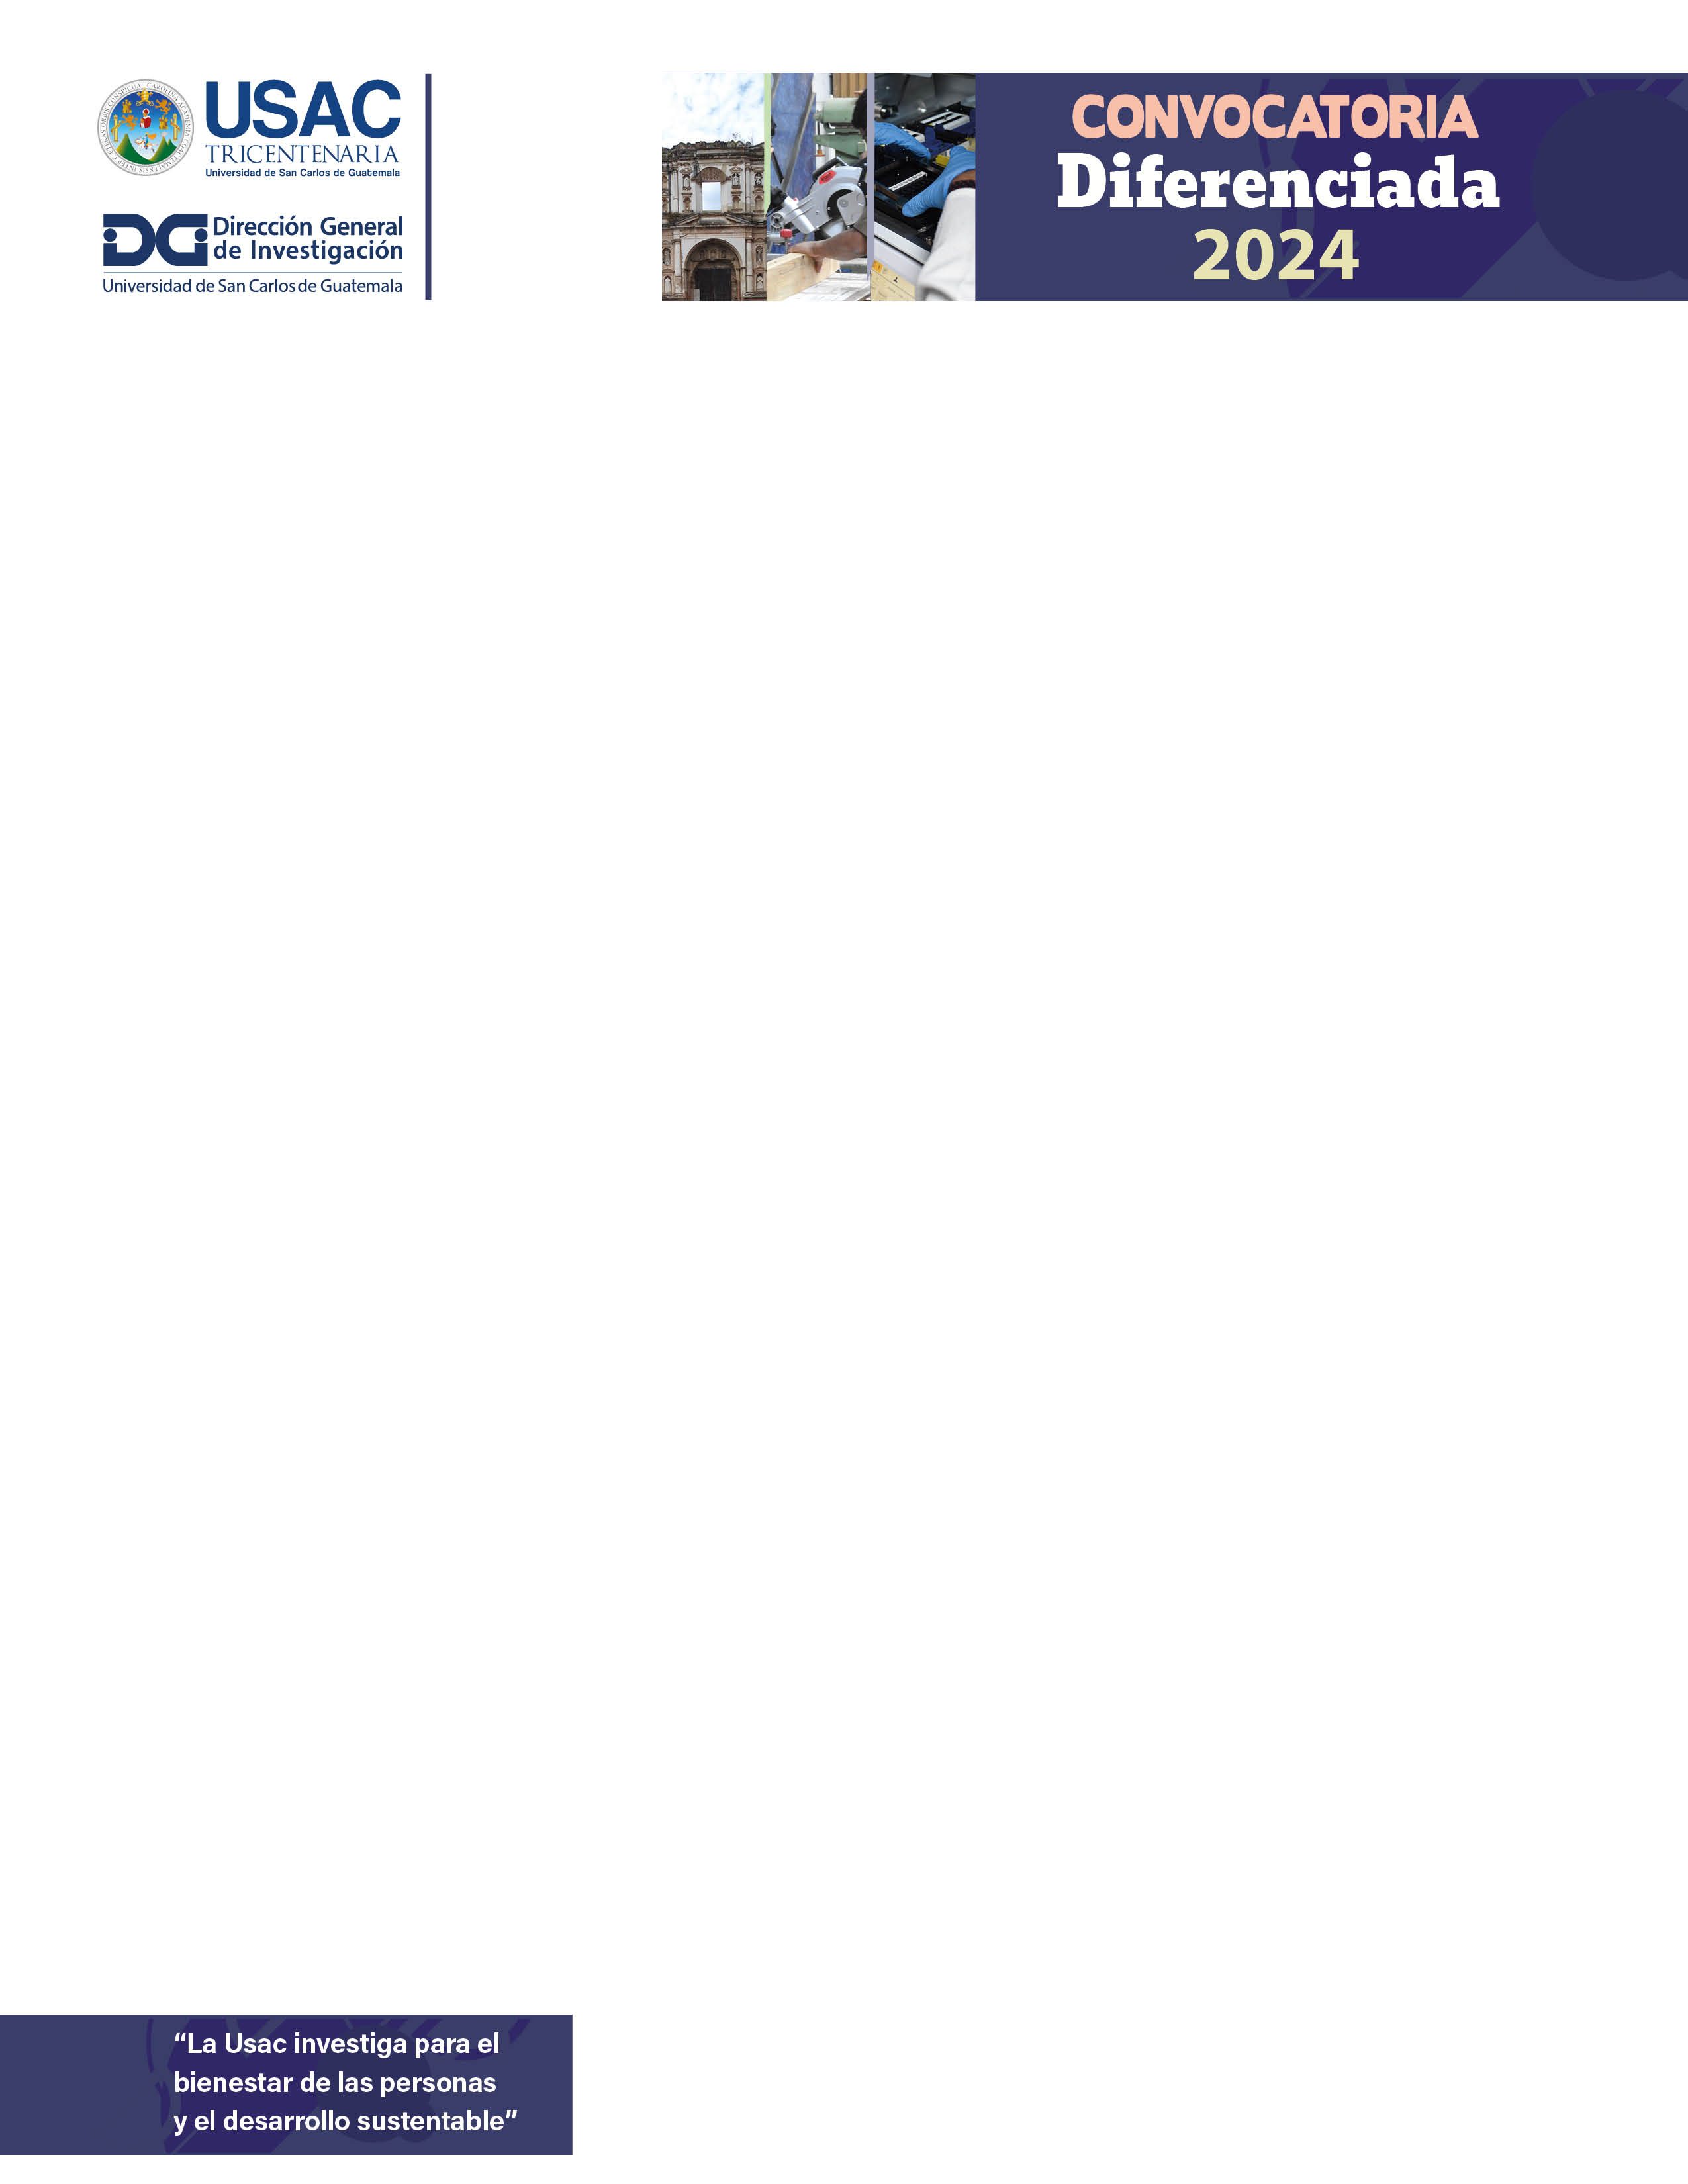 USAC
TRICENTENARIA
Universidad de San Carlos de Guatemala
Dirección General
de Investigación
Universidad de San Carlos de Guatemala
CONVOCATORIA
Diferenciada
2024
“La Usac investiga para el
bienestar de las personas
y el desarrollo sustentable”